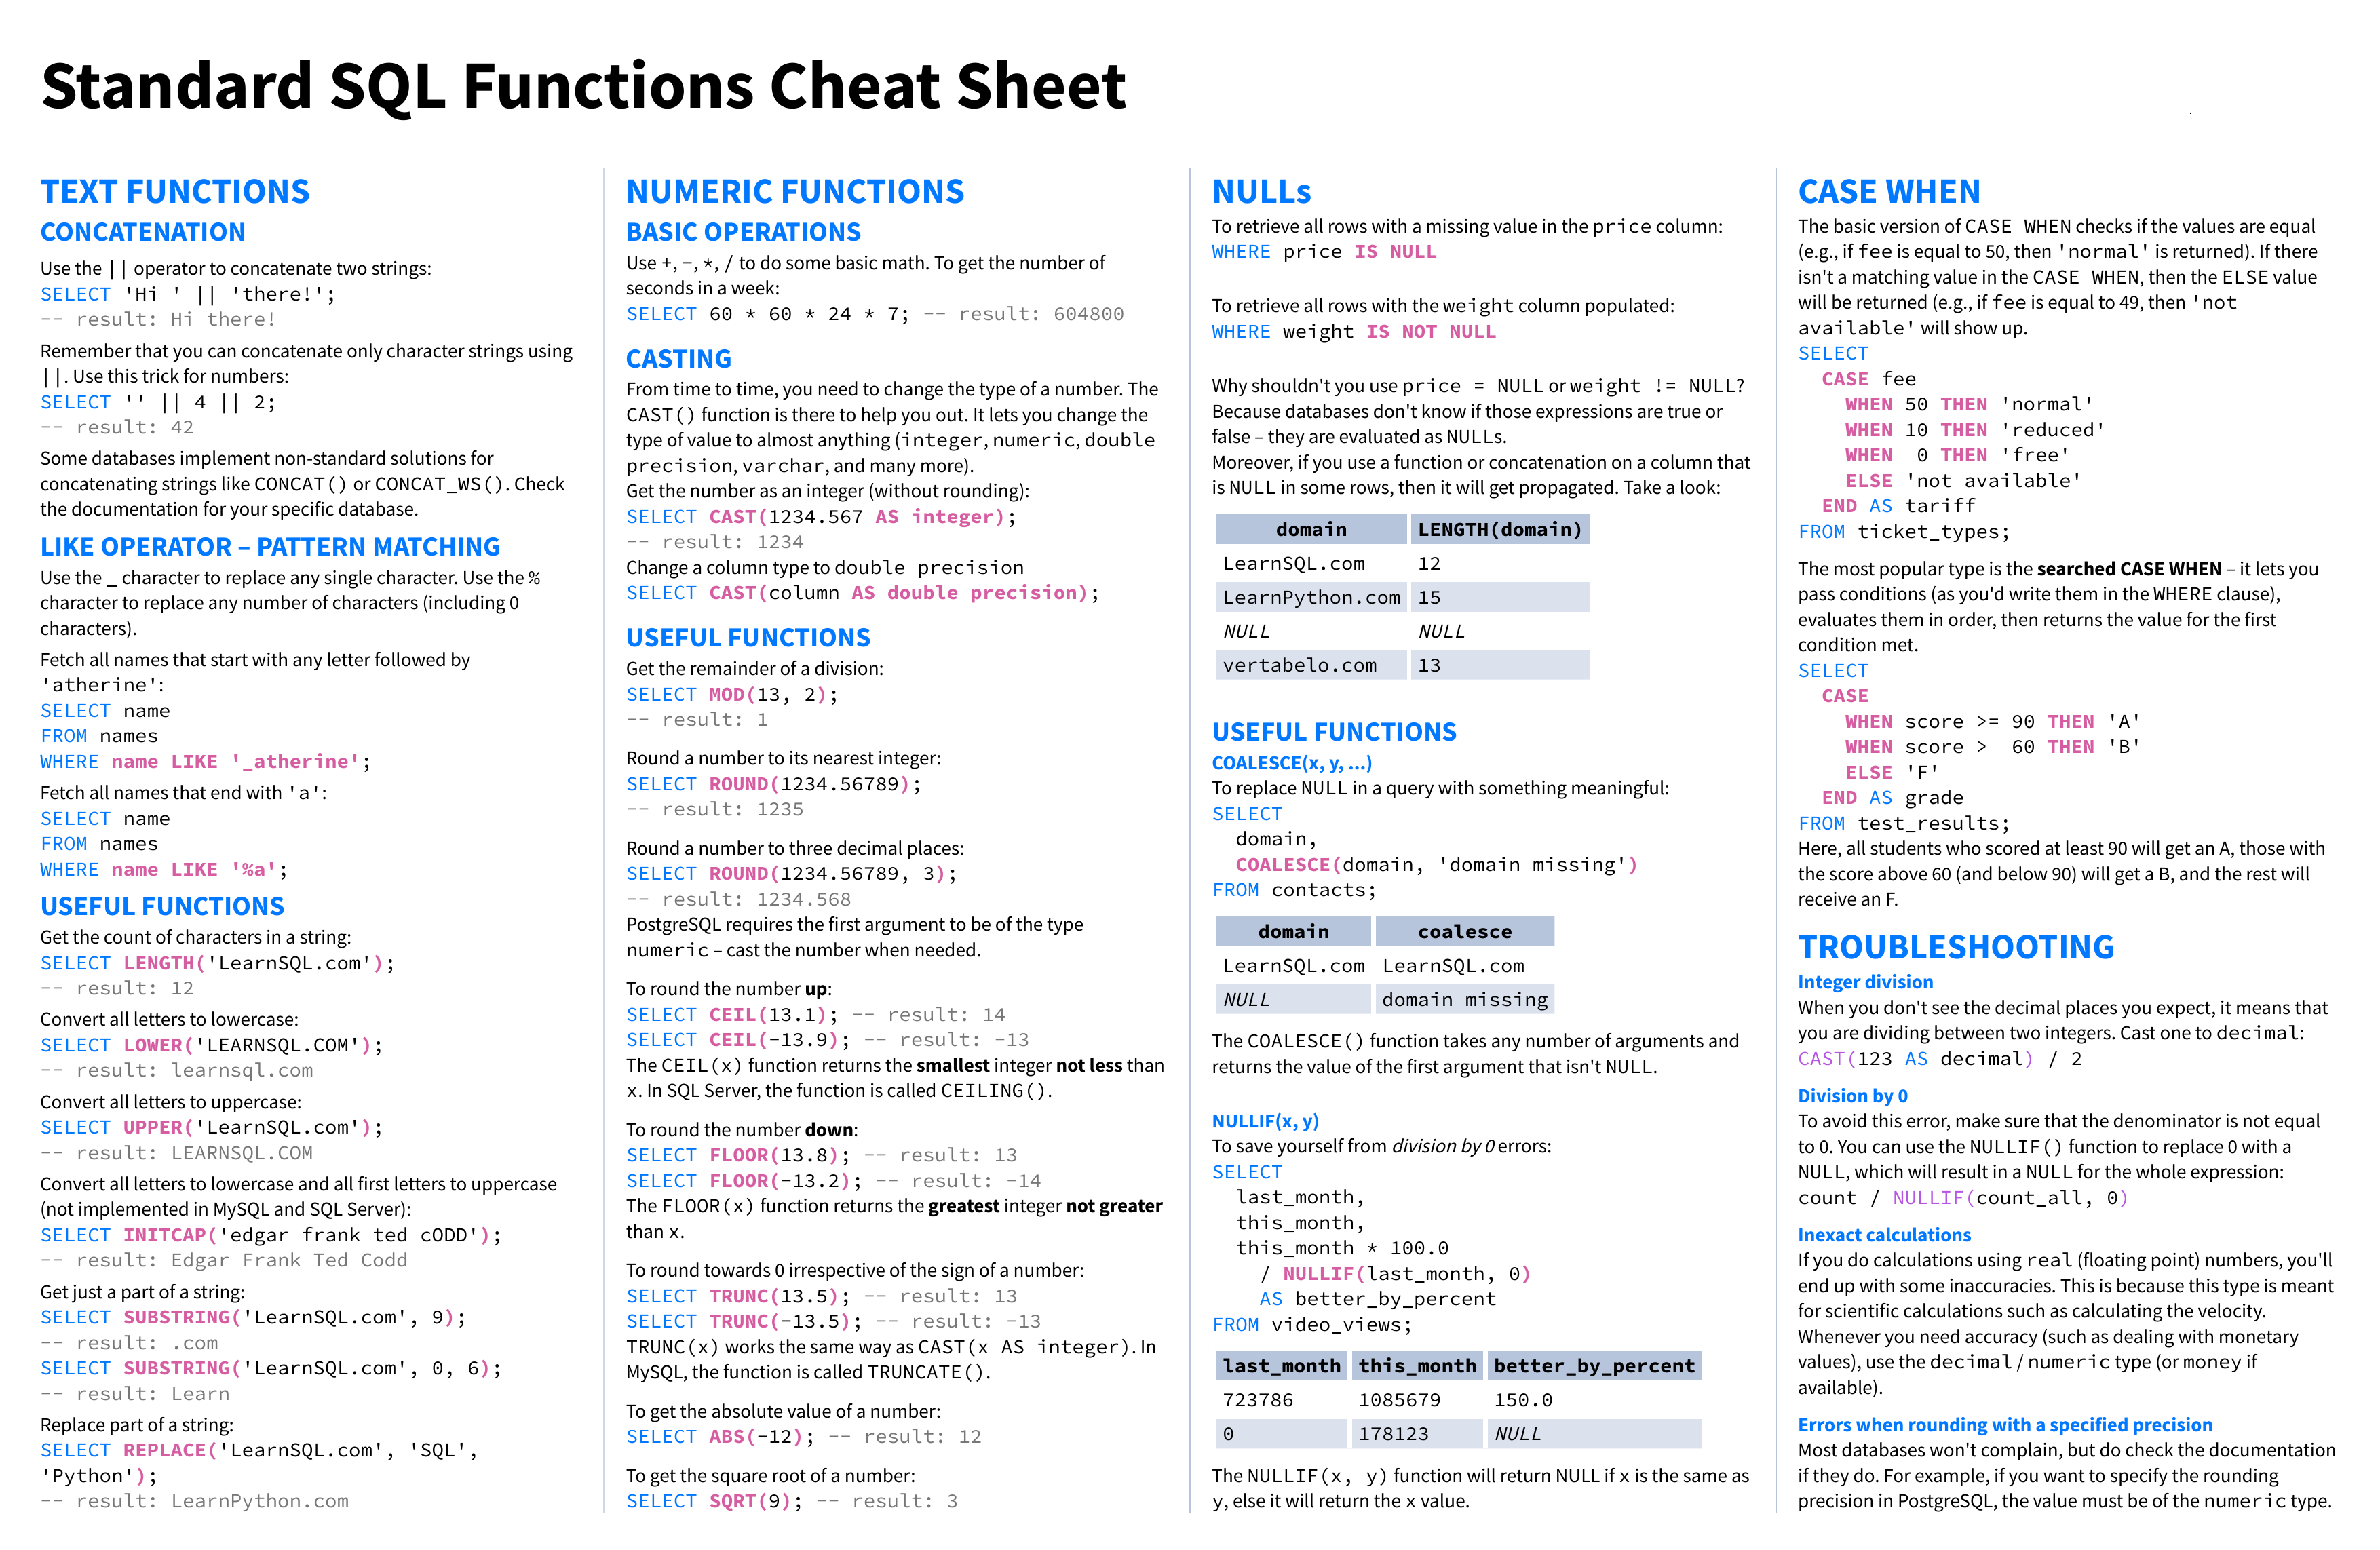 Standard SQL Functions Cheat Sheet
TEXT FUNCTIONS
CONCATENATION
Use the || operator to concatenate two strings:
SELECT 'Hi ' || 'there!';
-- result: Hi there!
Remember that you can concatenate only character strings using
||. Use this trick for numbers:
SELECT '' || 4 || 2;
-- result: 42
Some databases implement non-standard solutions for
concatenating strings like CONCAT() or CONCAT_WS(). Check
the documentation for your specific database.
LIKE OPERATOR – PATTERN MATCHING
Use the _ character to replace any single character. Use the %
character to replace any number of characters (including 0
characters).
Fetch all names that start with any letter followed by
'atherine':
SELECT name
FROM names
WHERE name LIKE '_atherine';
Fetch all names that end with 'a':
SELECT name
FROM names
WHERE name LIKE '%a';
USEFUL FUNCTIONS
Get the count of characters in a string:
SELECT LENGTH('LearnSQL.com');
-- result: 12
Convert all letters to lowercase:
SELECT LOWER('LEARNSQL.COM');
-- result: learnsql.com
Convert all letters to uppercase:
SELECT UPPER('LearnSQL.com');
-- result: LEARNSQL.COM
Convert all letters to lowercase and all first letters to uppercase
(not implemented in MySQL and SQL Server):
SELECT INITCAP('edgar frank ted cODD');
-- result: Edgar Frank Ted Codd
Get just a part of a string:
SELECT SUBSTRING('LearnSQL.com', 9);
-- result: .com
SELECT SUBSTRING('LearnSQL.com', 0, 6);
-- result: Learn
Replace part of a string:
SELECT REPLACE('LearnSQL.com', 'SQL',
'Python');
-- result: LearnPython.com
NUMERIC FUNCTIONS
BASIC OPERATIONS
Use +, -, *, / to do some basic math. To get the number of
seconds in a week:
SELECT 60 * 60 * 24 * 7; -- result: 604800
CASTING
From time to time, you need to change the type of a number. The
CAST() function is there to help you out. It lets you change the
type of value to almost anything (integer, numeric, double
precision, varchar, and many more).
Get the number as an integer (without rounding):
SELECT CAST(1234.567 AS integer);
-- result: 1234
Change a column type to double precision
SELECT CAST(column AS double precision);
USEFUL FUNCTIONS
Get the remainder of a division:
SELECT MOD(13, 2);
-- result: 1
Round a number to its nearest integer:
SELECT ROUND(1234.56789);
-- result: 1235
Round a number to three decimal places:
SELECT ROUND(1234.56789, 3);
-- result: 1234.568
PostgreSQL requires the first argument to be of the type
numeric – cast the number when needed.
To round the number up:
SELECT CEIL(13.1); -- result: 14
SELECT CEIL(-13.9); -- result: -13
The CEIL(x) function returns the smallest integer not less than
x. In SQL Server, the function is called CEILING().
To round the number down:
SELECT FLOOR(13.8); -- result: 13
SELECT FLOOR(-13.2); -- result: -14
The FLOOR(x) function returns the greatest integer not greater
than x.
To round towards 0 irrespective of the sign of a number:
SELECT TRUNC(13.5); -- result: 13
SELECT TRUNC(-13.5); -- result: -13
TRUNC(x) works the same way as CAST(x AS integer). In
MySQL, the function is called TRUNCATE().
To get the absolute value of a number:
SELECT ABS(-12); -- result: 12
To get the square root of a number:
SELECT SQRT(9); -- result: 3
NULLs
To retrieve all rows with a missing value in the price column:
WHERE price IS NULL
To retrieve all rows with the weight column populated:
WHERE weight IS NOT NULL
Why shouldn't you use price = NULL or weight != NULL?
Because databases don't know if those expressions are true or
false – they are evaluated as NULLs.
Moreover, if you use a function or concatenation on a column that
is NULL in some rows, then it will get propagated. Take a look:
domain LENGTH(domain)
LearnSQL.com 12
LearnPython.com 15
NULL NULL
vertabelo.com 13
USEFUL FUNCTIONS
COALESCE(x, y, ...)
To replace NULL in a query with something meaningful:
SELECT
domain,
COALESCE(domain, 'domain missing')
FROM contacts;
domain coalesce
LearnSQL.com LearnSQL.com
NULL domain missing
The COALESCE() function takes any number of arguments and
returns the value of the first argument that isn't NULL.
NULLIF(x, y)
To save yourself from division by 0 errors:
SELECT
last_month,
this_month,
this_month * 100.0
/ NULLIF(last_month, 0)
AS better_by_percent
FROM video_views;
last_month this_month better_by_percent
723786 1085679 150.0
0 178123 NULL
The NULLIF(x, y) function will return NULL if x is the same as
y, else it will return the x value.
CASE WHEN
The basic version of CASE WHEN checks if the values are equal
(e.g., if fee is equal to 50, then 'normal' is returned). If there
isn't a matching value in the CASE WHEN, then the ELSE value
will be returned (e.g., if fee is equal to 49, then 'not
available' will show up.
SELECT
CASE fee
WHEN 50 THEN 'normal'
WHEN 10 THEN 'reduced'
WHEN 0 THEN 'free'
ELSE 'not available'
END AS tariff
FROM ticket_types;
The most popular type is the searched CASE WHEN – it lets you
pass conditions (as you'd write them in the WHERE clause),
evaluates them in order, then returns the value for the first
condition met.
SELECT
CASE
WHEN score >= 90 THEN 'A'
WHEN score > 60 THEN 'B'
ELSE 'F'
END AS grade
FROM test_results;
Here, all students who scored at least 90 will get an A, those with
the score above 60 (and below 90) will get a B, and the rest will
receive an F.
TROUBLESHOOTING
Integer division
When you don't see the decimal places you expect, it means that
you are dividing between two integers. Cast one to decimal:
CAST(123 AS decimal) / 2
Division by 0
To avoid this error, make sure that the denominator is not equal
to 0. You can use the NULLIF() function to replace 0 with a
NULL, which will result in a NULL for the whole expression:
count / NULLIF(count_all, 0)
Inexact calculations
If you do calculations using real (floating point) numbers, you'll
end up with some inaccuracies. This is because this type is meant
for scientific calculations such as calculating the velocity.
Whenever you need accuracy (such as dealing with monetary
values), use the decimal / numeric type (or money if
available).
Errors when rounding with a specified precision
Most databases won't complain, but do check the documentation
if they do. For example, if you want to specify the rounding
precision in PostgreSQL, the value must be of the numeric type.